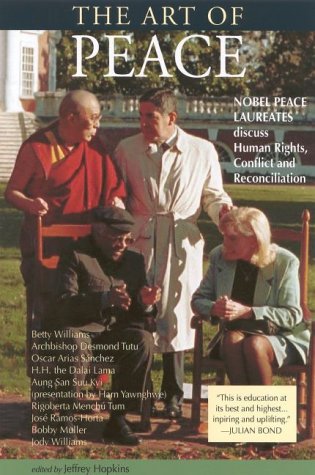 THE ART OF
PEACE
NOBEL PEACE
LAUREATES
discuss
Human Rights,
Conflict and
Reconciliation
Betty Williams
Archbishop Desmond Tutu
Oscar Arias Sánchez
H.H. the Dalai Lama
Aung San Suu Kyi
(presentation by Harn Yawnghwe)
Rigoberta Menchú Tum
José Ramos-Horta
Bobby Muller
Jody Williams
"This is education at
its best and highest...
inpiring and uplifting."
—JULIAN BOND
edited by Jeffrey Hopkins